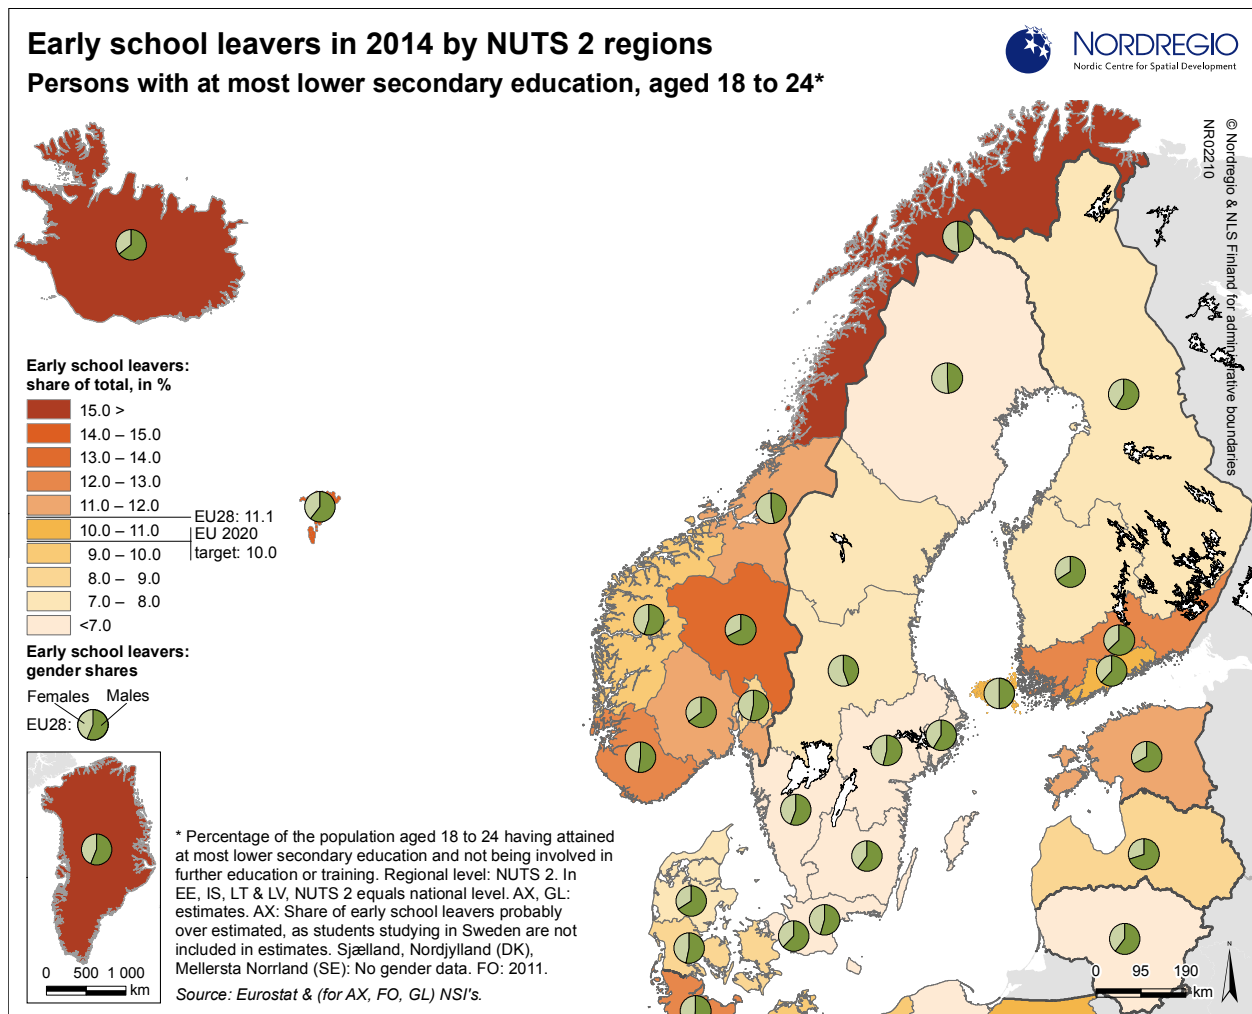 Early school leavers in 2014 by NUTS 2 regions
Persons with at most lower secondary education, aged 18 to 24*
NORDREGIO
Nordic Centre for Spatial Development
© Nordregio & NLS Finland for administrative boundaries
NR02210
Early school leavers:
share of total, in %
15.0 >
14.0 – 15.0
13.0 – 14.0
12.0 – 13.0
11.0 – 12.0
EU28: 11.1
10.0 – 11.0
EU 2020
target: 10.0
9.0 – 10.0
8.0 – 9.0
7.0 – 8.0
<7.0
Early school leavers:
gender shares
Females Males
EU28:
0 500 1 000
km
* Percentage of the population aged 18 to 24 having attained
at most lower secondary education and not being involved in
further education or training. Regional level: NUTS 2. In
EE, IS, LT & LV, NUTS 2 equals national level. AX, GL:
estimates. AX: Share of early school leavers probably
over estimated, as students studying in Sweden are not
included in estimates. Sjælland, Nordjylland (DK),
Mellersta Norrland (SE): No gender data. FO: 2011.
Source: Eurostat & (for AX, FO, GL) NSI's.
N
0 95 190
km